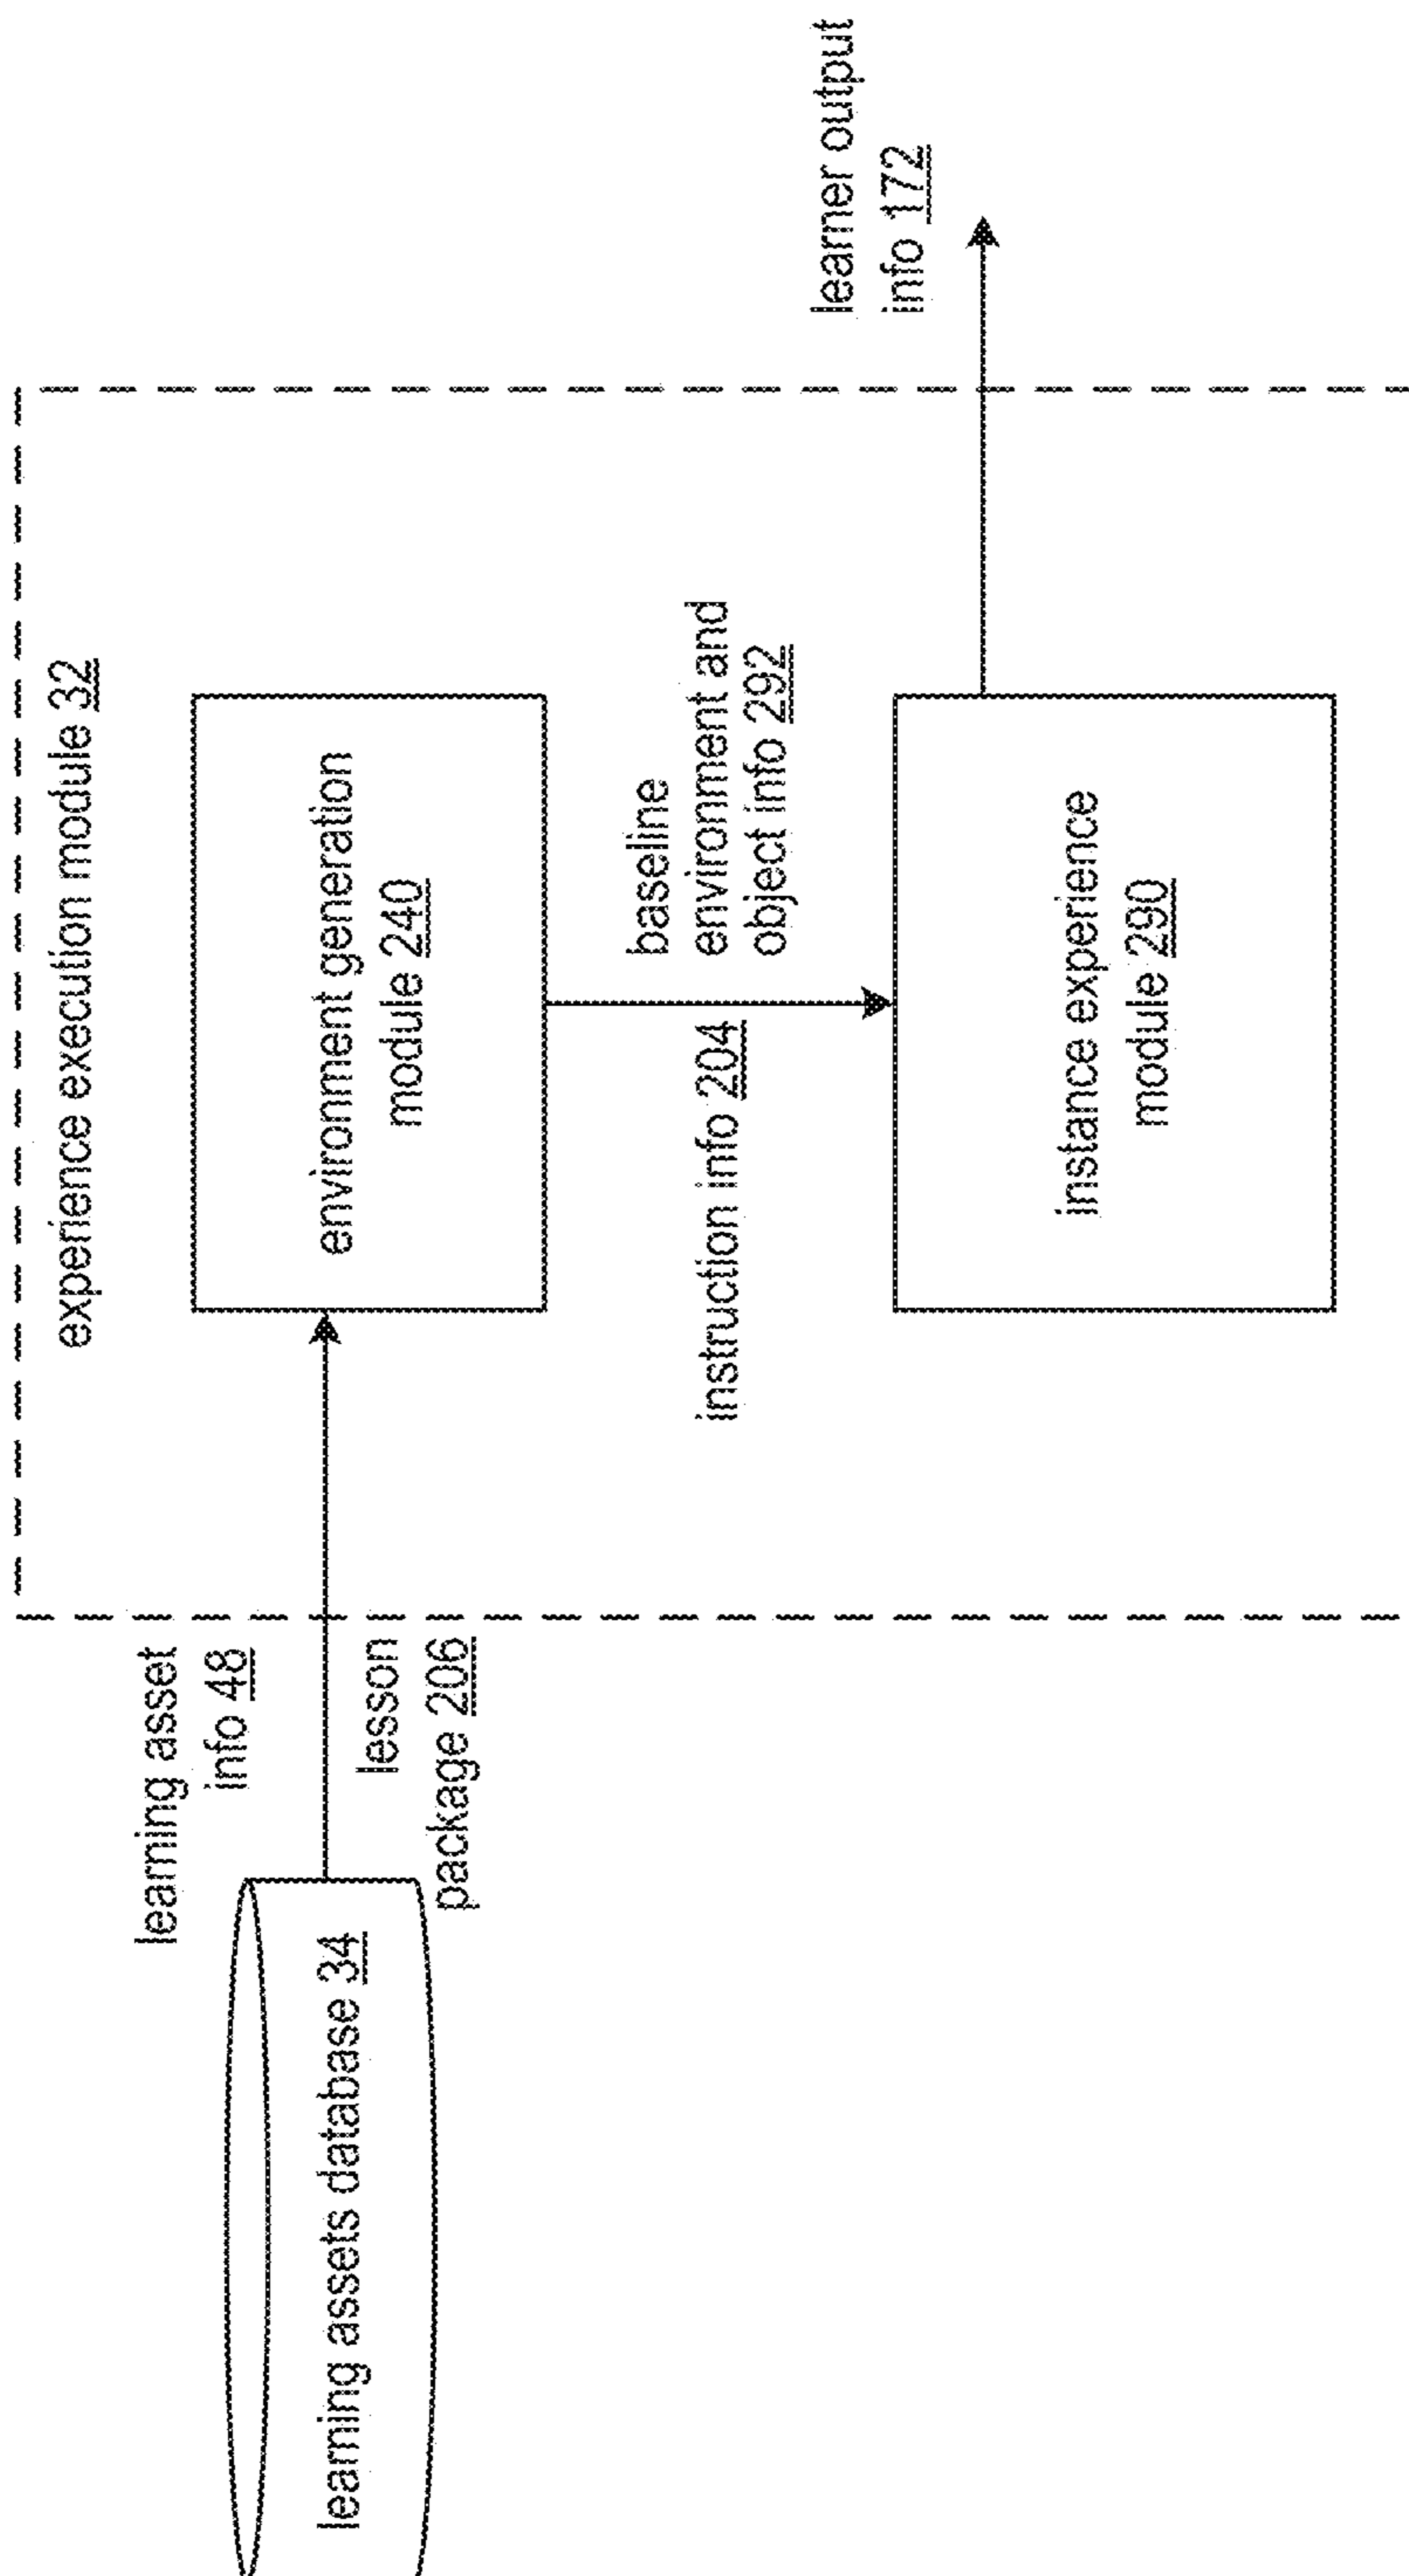 experience execution module 32
learning asset
info 48
learning assets database 34
lesson
package 206
environment generation
module 240
instruction info 204
baseline
environment and
object info 292
instance experience
module 290
learner output
info 172